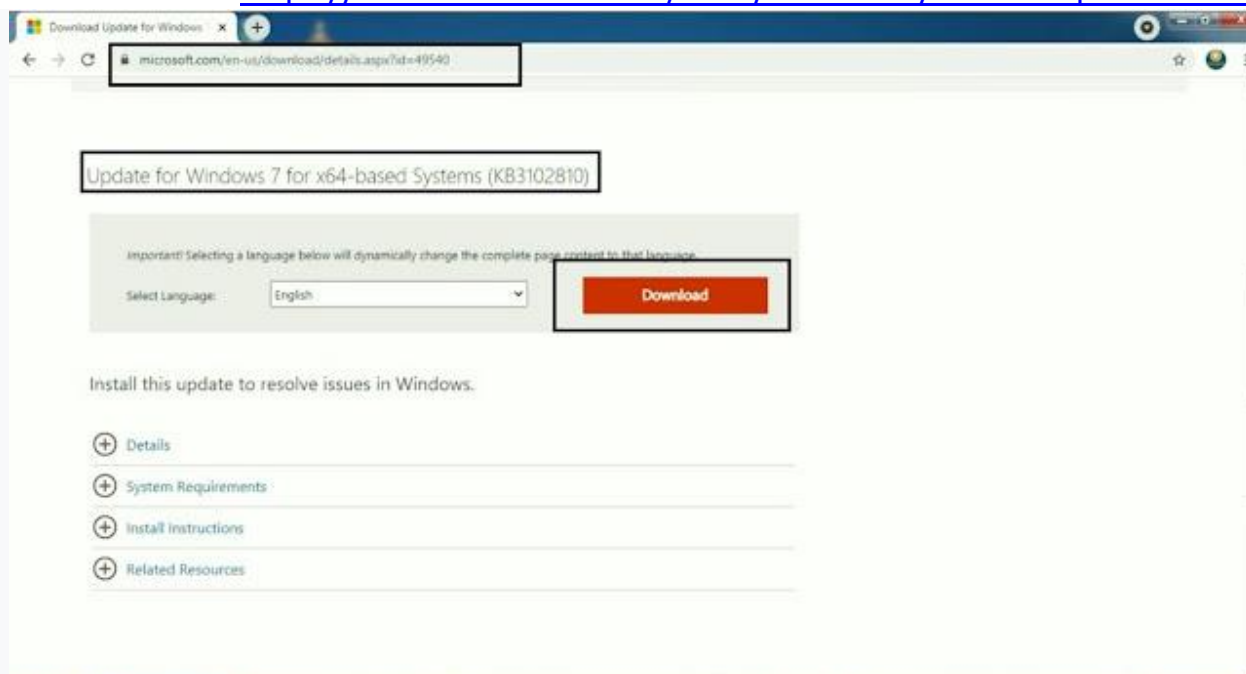 Download Update for Windows
microsoft.com/en-us/download/details.aspx?id=49540
Update for Windows 7 for x64-based Systems (KB3102810)
Important! Selecting a language below will dynamically change the complete page content to that language.
Select Language: English Download
Install this update to resolve issues in Windows.
Details
System Requirements
Install Instructions
Related Resources